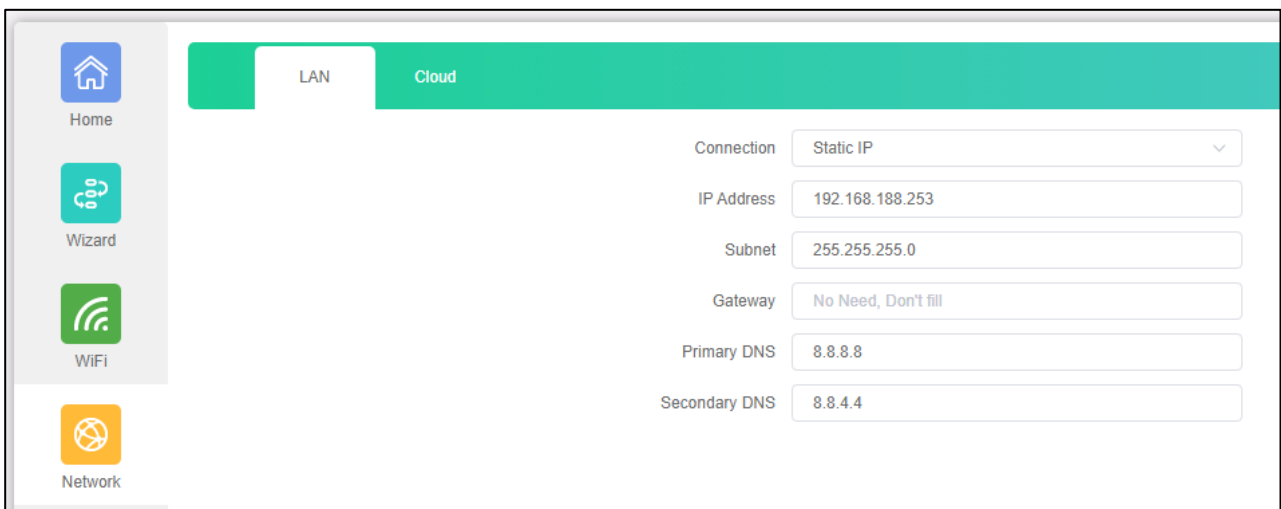 Home
Wizard
WiFi
Network
LAN Cloud
Connection Static IP
IP Address 192.168.188.253
Subnet 255.255.255.0
Gateway No Need, Don't fill
Primary DNS 8.8.8.8
Secondary DNS 8.8.4.4